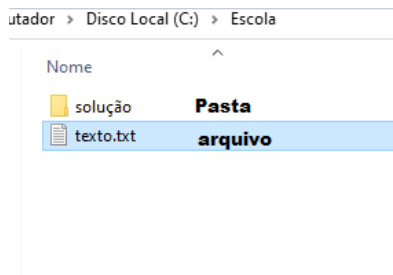 utador > Disco Local (C:) > Escola
Nome
solução Pasta
texto.txt arquivo